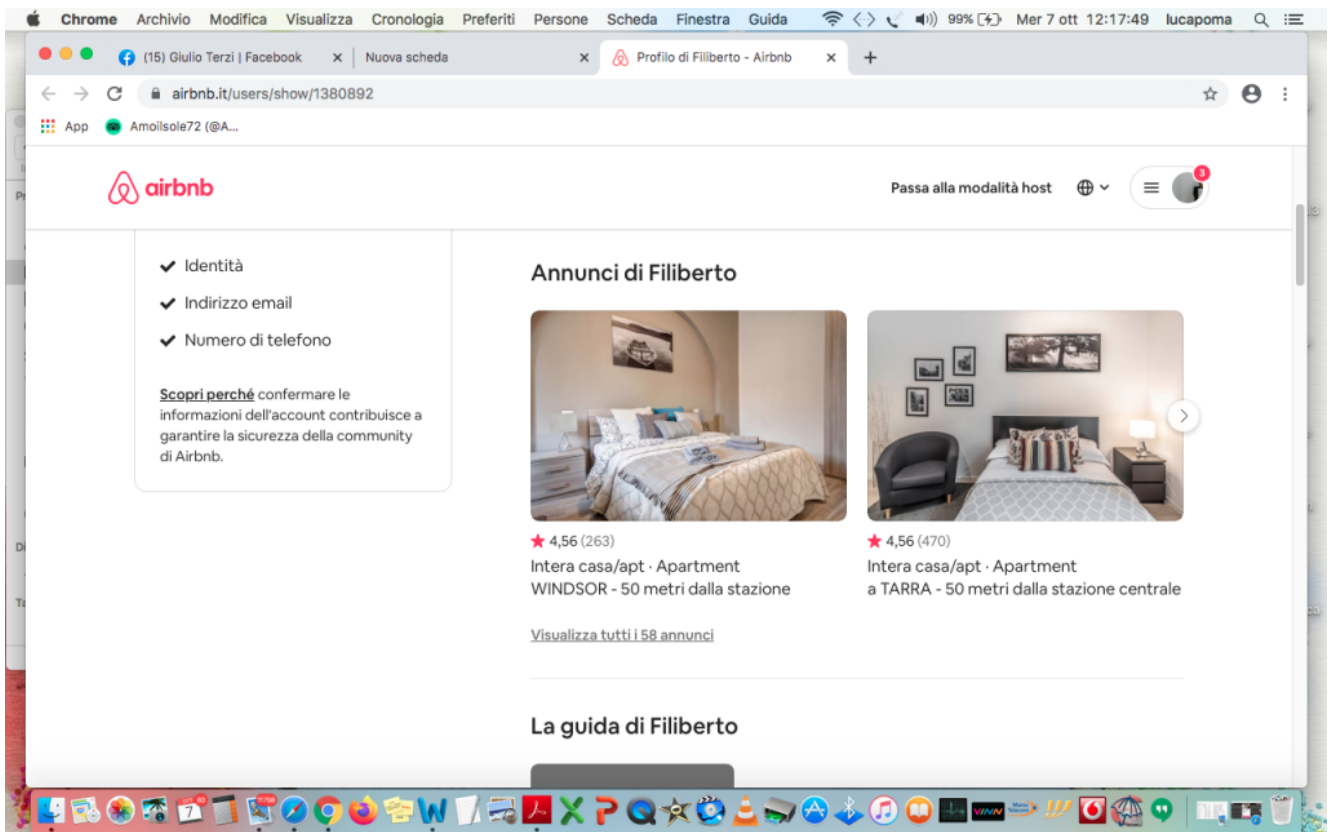 Chrome Archivio Modifica Visualizza Cronologia Preferiti Persone Scheda Finestra Guida 99% Mer 7 ott 12:17:49 lucapoma
(15) Giulio Terzi | Facebook Nuova scheda Profilo di Filiberto - Airbnb
airbnb.it/users/show/1380892
App Amoilsole72 (@A...
airbnb Passa alla modalità host 3
Identità
Indirizzo email
Numero di telefono
Scopri perché confermare le
informazioni dell'account contribuisce a
garantire la sicurezza della community
di Airbnb.
Annunci di Filiberto
4,56 (263)
Intera casa/apt · Apartment
WINDSOR - 50 metri dalla stazione
4,56 (470)
Intera casa/apt · Apartment
a TARRA - 50 metri dalla stazione centrale
Visualizza tutti i 58 annunci
La guida di Filiberto